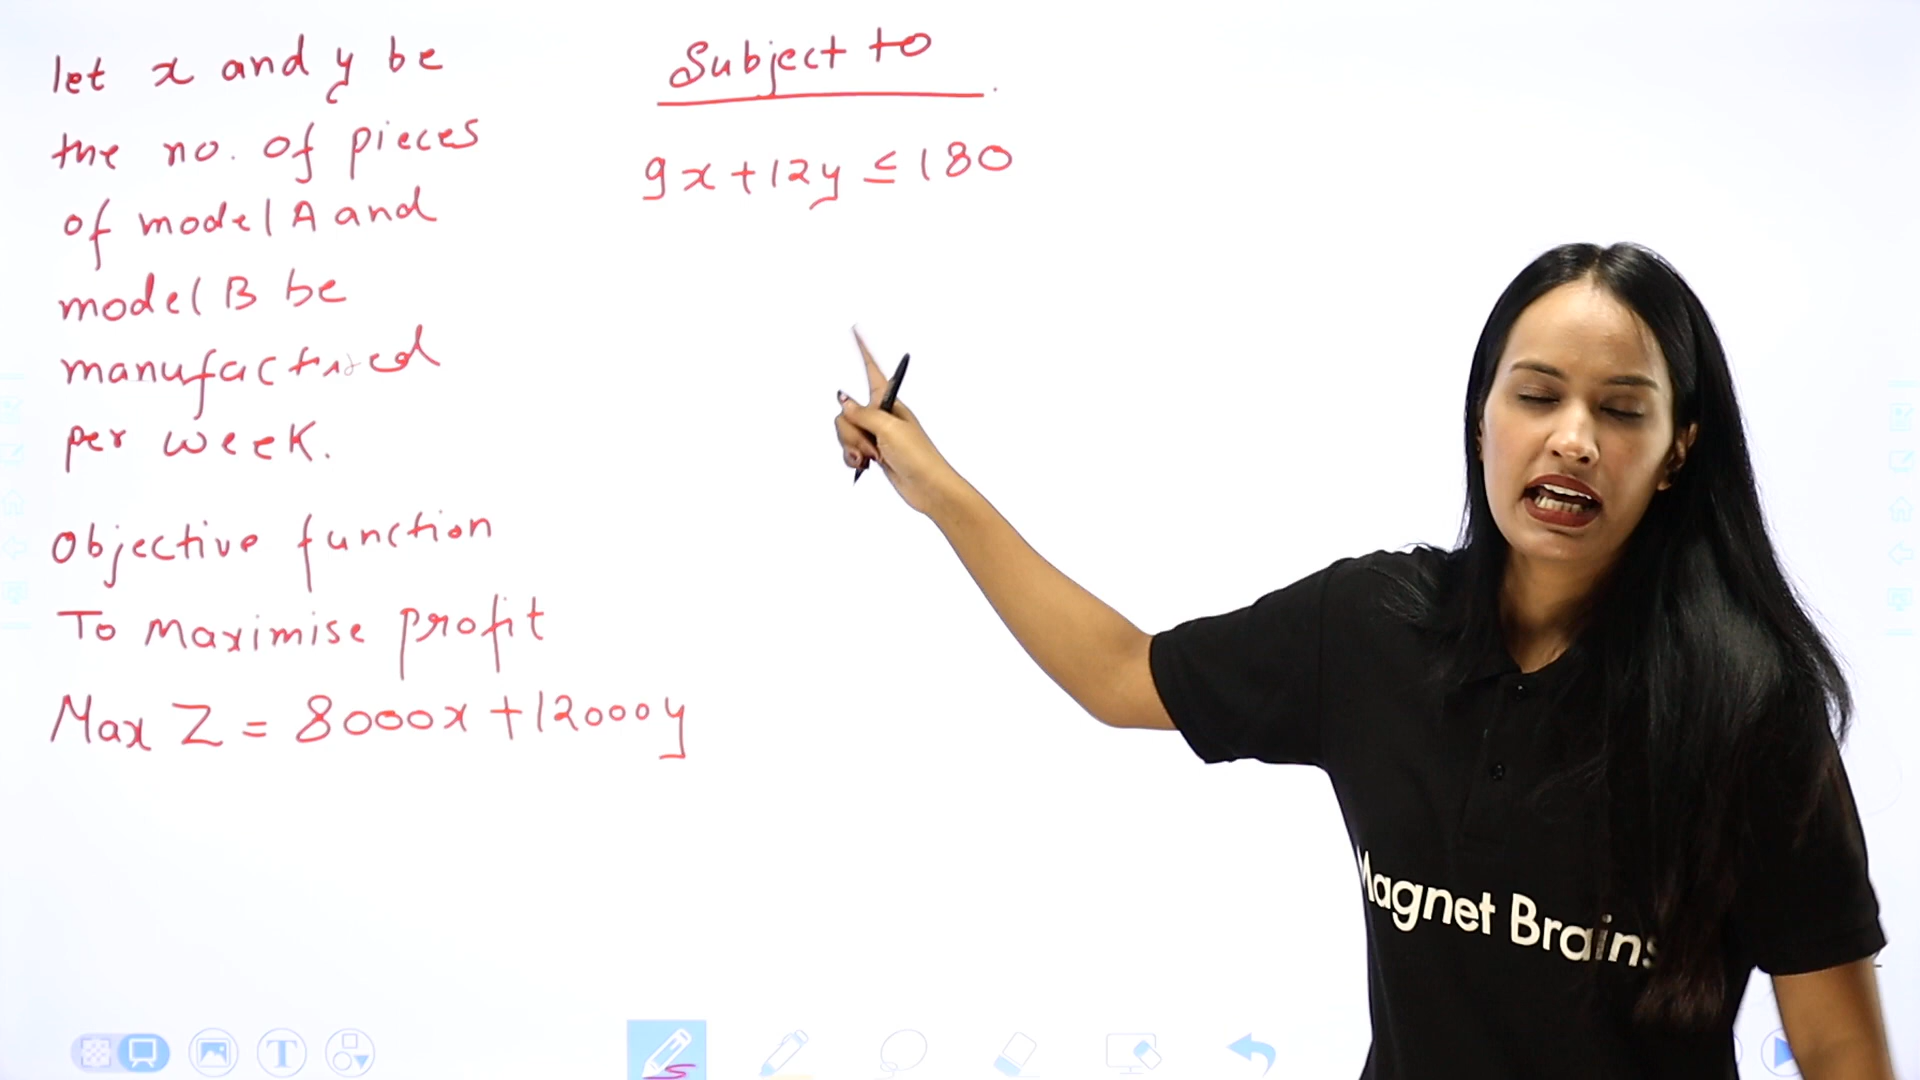 let x and y be
the no. of pieces
of model A and
model B be
manufactured
per week.
Objective function
To Maximise profit
Max Z = 8000x + 12000y
Subject to
9x + 12y ≤ 180
Magnet Brains